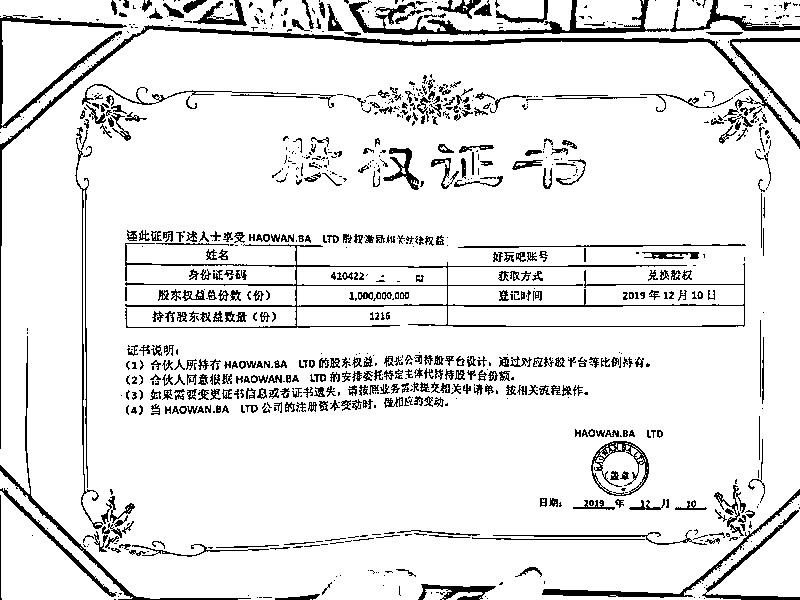 股权证书
谨此证明下述人士享受 HAOWAN.BA LTD 股权激励相关法律权益:
姓名 好玩吧账号
身份证号码 410422 获取方式 兑换股权
股东权益总份数（份） 1,000,000,000 登记时间 2019 年 12 月 10 日
持有股东权益数量（份） 1216
证书说明:
（1）合伙人所持有 HAOWAN.BA LTD 的股东权益，根据公司持股平台设计，通过对应持股平台等比例持有。
（2）合伙人同意根据 HAOWAN.BA LTD 的安排委托特定主体代持持股平台份额。
（3）如果需要变更证书信息或者证书遗失，请按照业务需求提交相关申请单，按相关流程操作。
（4）当 HAOWAN.BA LTD 公司的注册资本变动时，做相应的变动。
HAOWAN.BA LTD
HAOWAN.BA LTD
（盖章）
日期: 2019 年 12 月 10